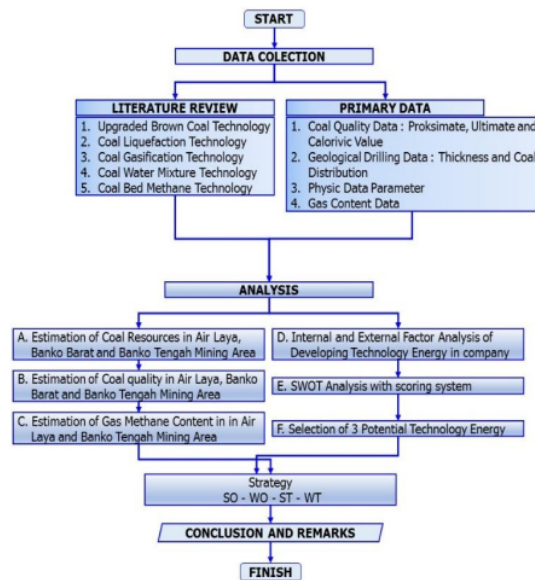 START
DATA COLECTION
LITERATURE REVIEW
1. Upgraded Brown Coal Technology
2. Coal Liquefaction Technology
3. Coal Gasification Technology
4. Coal Water Mixture Technology
5. Coal Bed Methane Technology
PRIMARY DATA
1. Coal Quality Data : Proksimate, Ultimate and
Calorivic Value
2. Geological Drilling Data : Thickness and Coal
Distribution
3. Physic Data Parameter
4. Gas Content Data
ANALYSIS
A. Estimation of Coal Resources in Air Laya,
Banko Barat and Banko Tengah Mining Area
B. Estimation of Coal quality in Air Laya, Banko
Barat and Banko Tengah Mining Area
C. Estimation of Gas Methane Content in in Air
Laya and Banko Tengah Mining Area
D. Internal and External Factor Analysis of
Developing Technology Energy in company
E. SWOT Analysis with scoring system
F. Selection of 3 Potential Technology Energy
Strategy
SO - WO - ST - WT
CONCLUSION AND REMARKS
FINISH